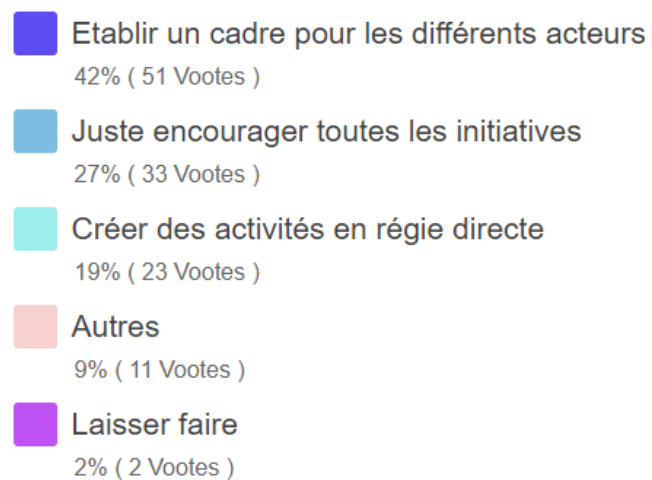 Etablir un cadre pour les différents acteurs
42% ( 51 Vootes )
Juste encourager toutes les initiatives
27% ( 33 Vootes )
Créer des activités en régie directe
19% ( 23 Vootes )
Autres
9% ( 11 Vootes )
Laisser faire
2% ( 2 Vootes )